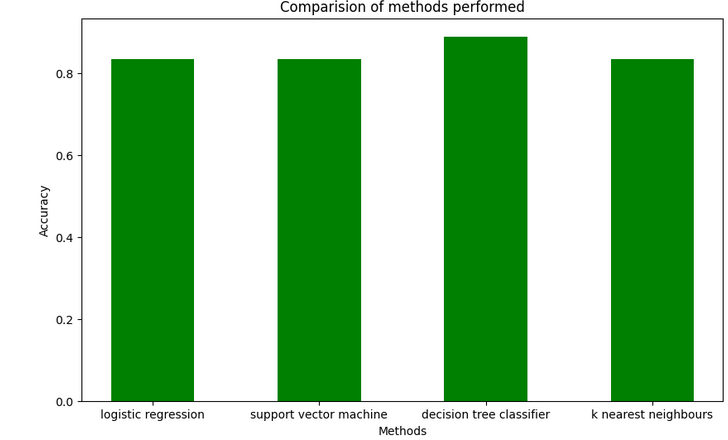 Comparision of methods performed
0.8
0.6
0.4
0.2
0.0
Accuracy
logistic regression support vector machine decision tree classifier k nearest neighbours
Methods